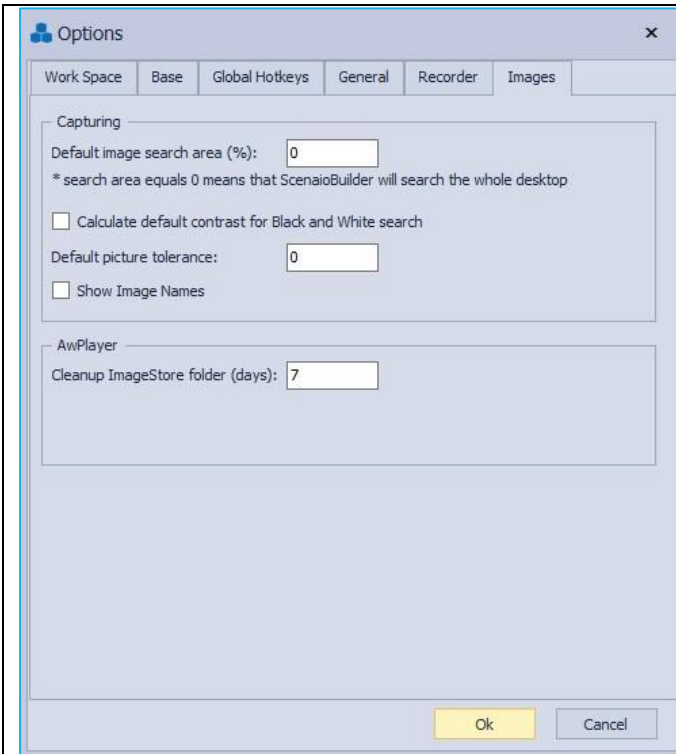 Options
Work Space Base Global Hotkeys General Recorder Images
Capturing
Default image search area (%): 0
* search area equals 0 means that ScenaioBuilder will search the whole desktop
Calculate default contrast for Black and White search
Default picture tolerance: 0
Show Image Names
AwPlayer
Cleanup ImageStore folder (days): 7
Ok Cancel